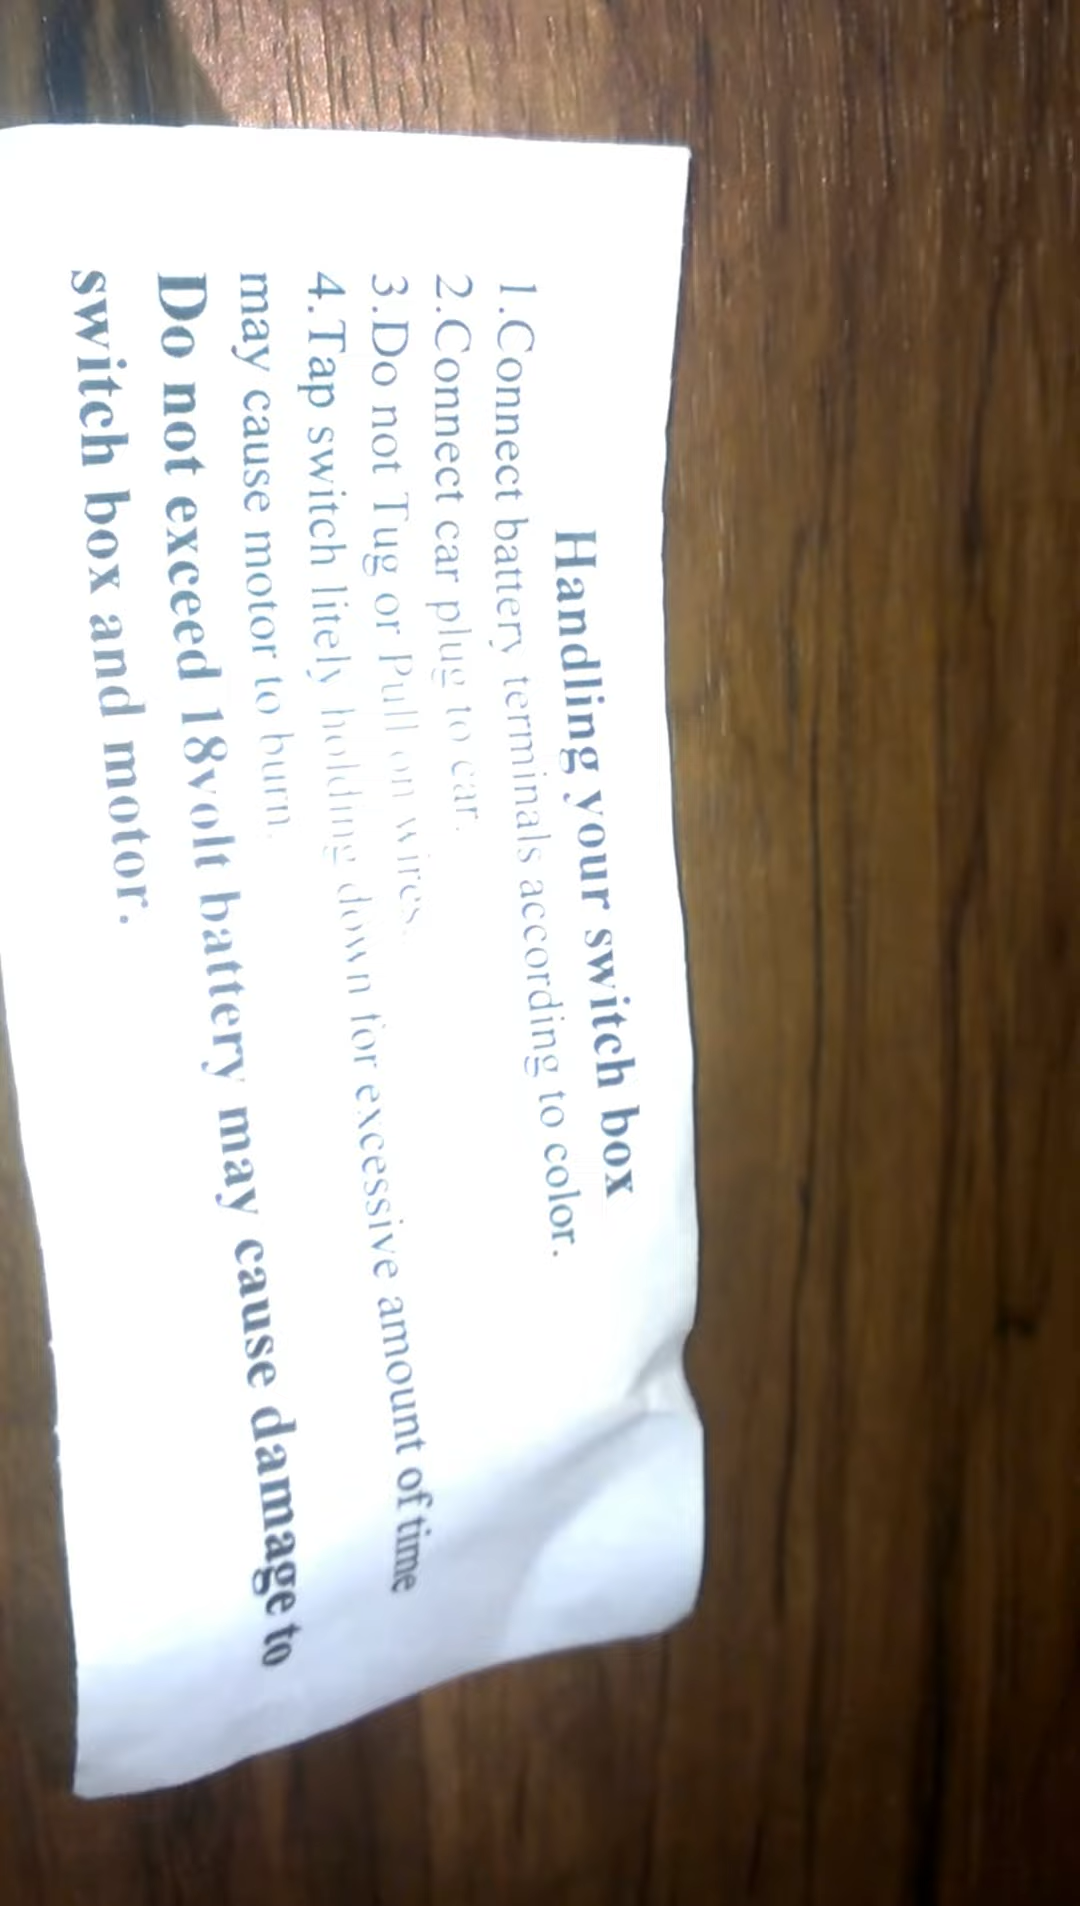 Handling your switch box
1.Connect battery terminals according to color.
2.Connect car plug to car.
3.Do not Tug or Pull on wires.
4.Tap switch litely holding down for excessive amount of time
may cause motor to burn.
Do not exceed 18volt battery may cause damage to
switch box and motor.